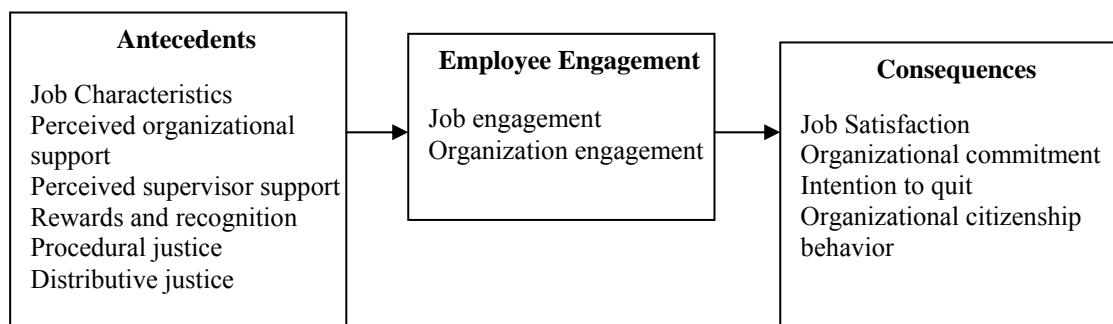 Antecedents
Job Characteristics
Perceived organizational
support
Perceived supervisor support
Rewards and recognition
Procedural justice
Distributive justice
Employee Engagement
Job engagement
Organization engagement
Consequences
Job Satisfaction
Organizational commitment
Intention to quit
Organizational citizenship
behavior